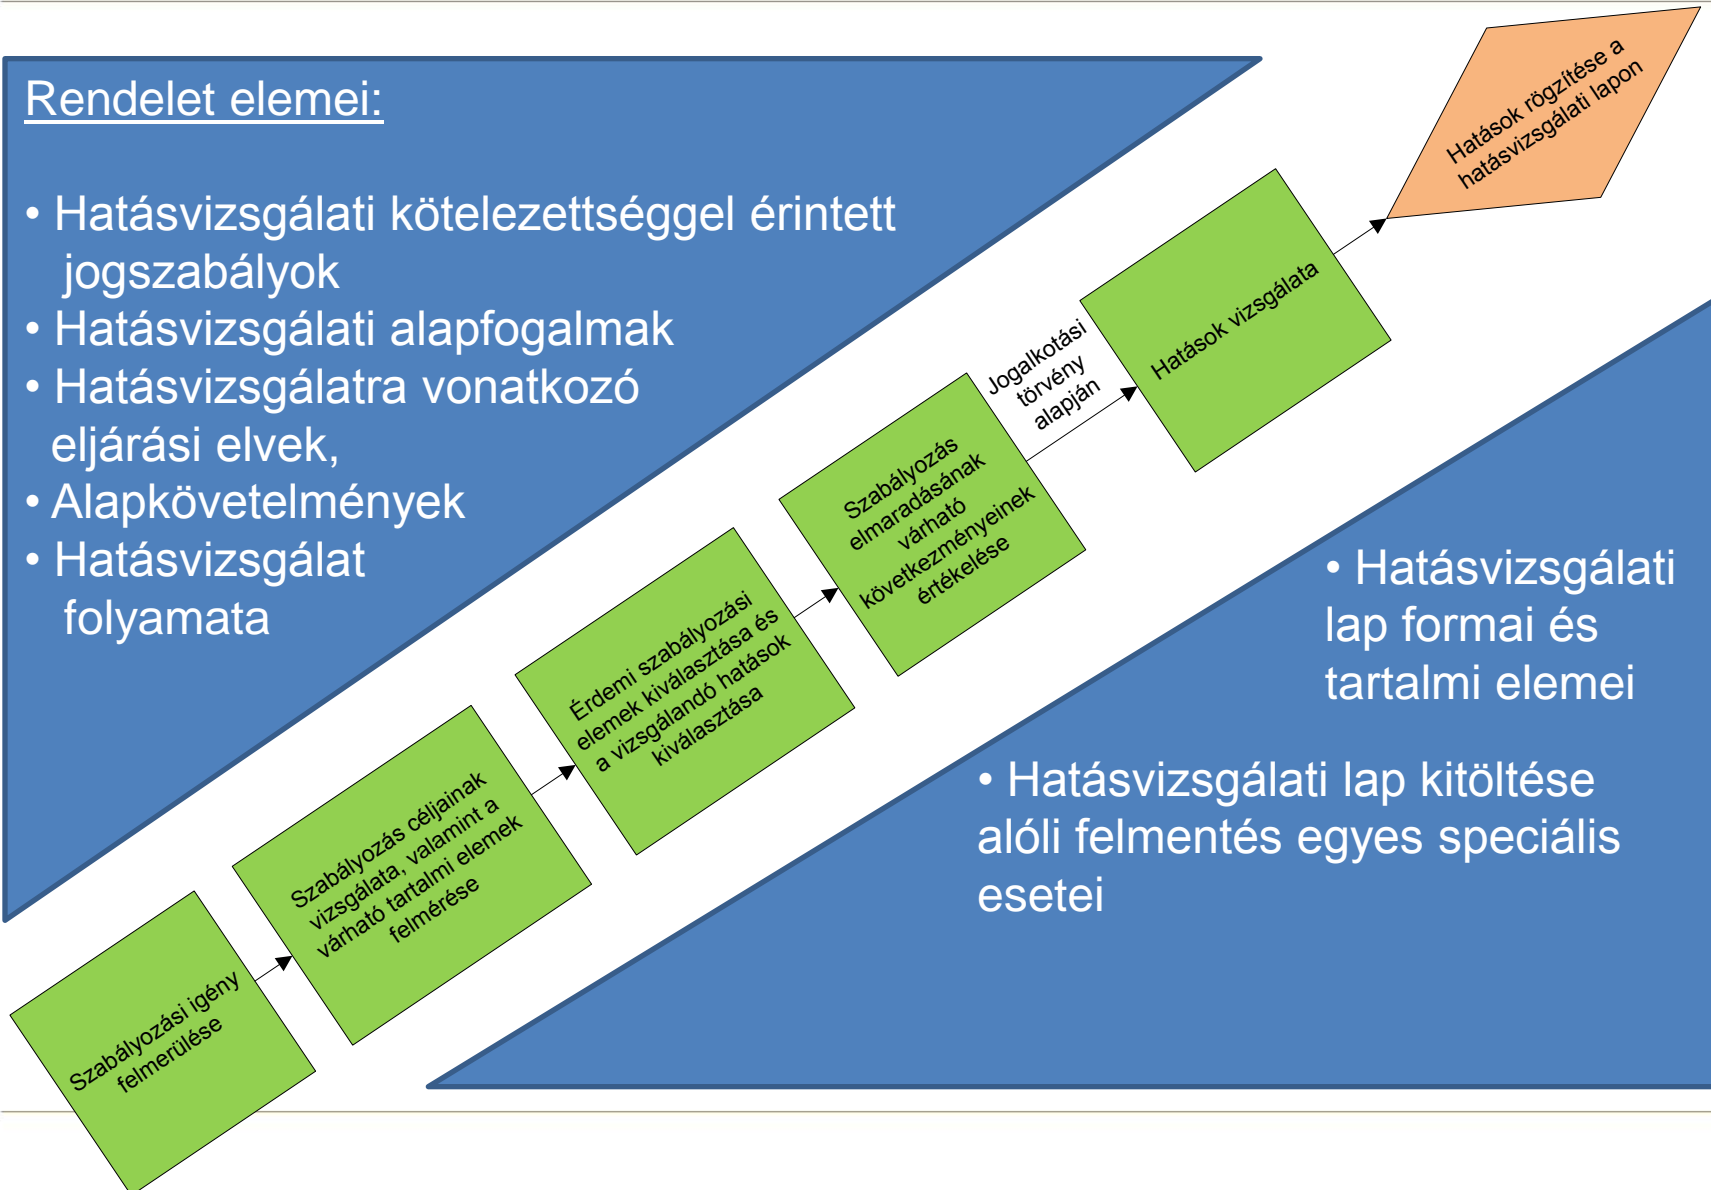 Rendelet elemei:
• Hatásvizsgálati kötelezettséggel érintett
jogszabályok
• Hatásvizsgálati alapfogalmak
• Hatásvizsgálatra vonatkozó
eljárási elvek,
• Alapkövetelmények
• Hatásvizsgálat
folyamata
Szabályozási igény
felmerülése
Szabályozás céljainak
vizsgálata, valamint a
várható tartalmi elemek
felmérése
Érdemi szabályozási
elemek kiválasztása és
a vizsgálandó hatások
kiválasztása
Szabályozás
elmaradásának
várható
következményeinek
értékelése
Jogalkotási
törvény
alapján
Hatások vizsgálata
Hatások rögzítése a
hatásvizsgálati lapon
• Hatásvizsgálati
lap formai és
tartalmi elemei
• Hatásvizsgálati lap kitöltése
alóli felmentés egyes speciális
esetei